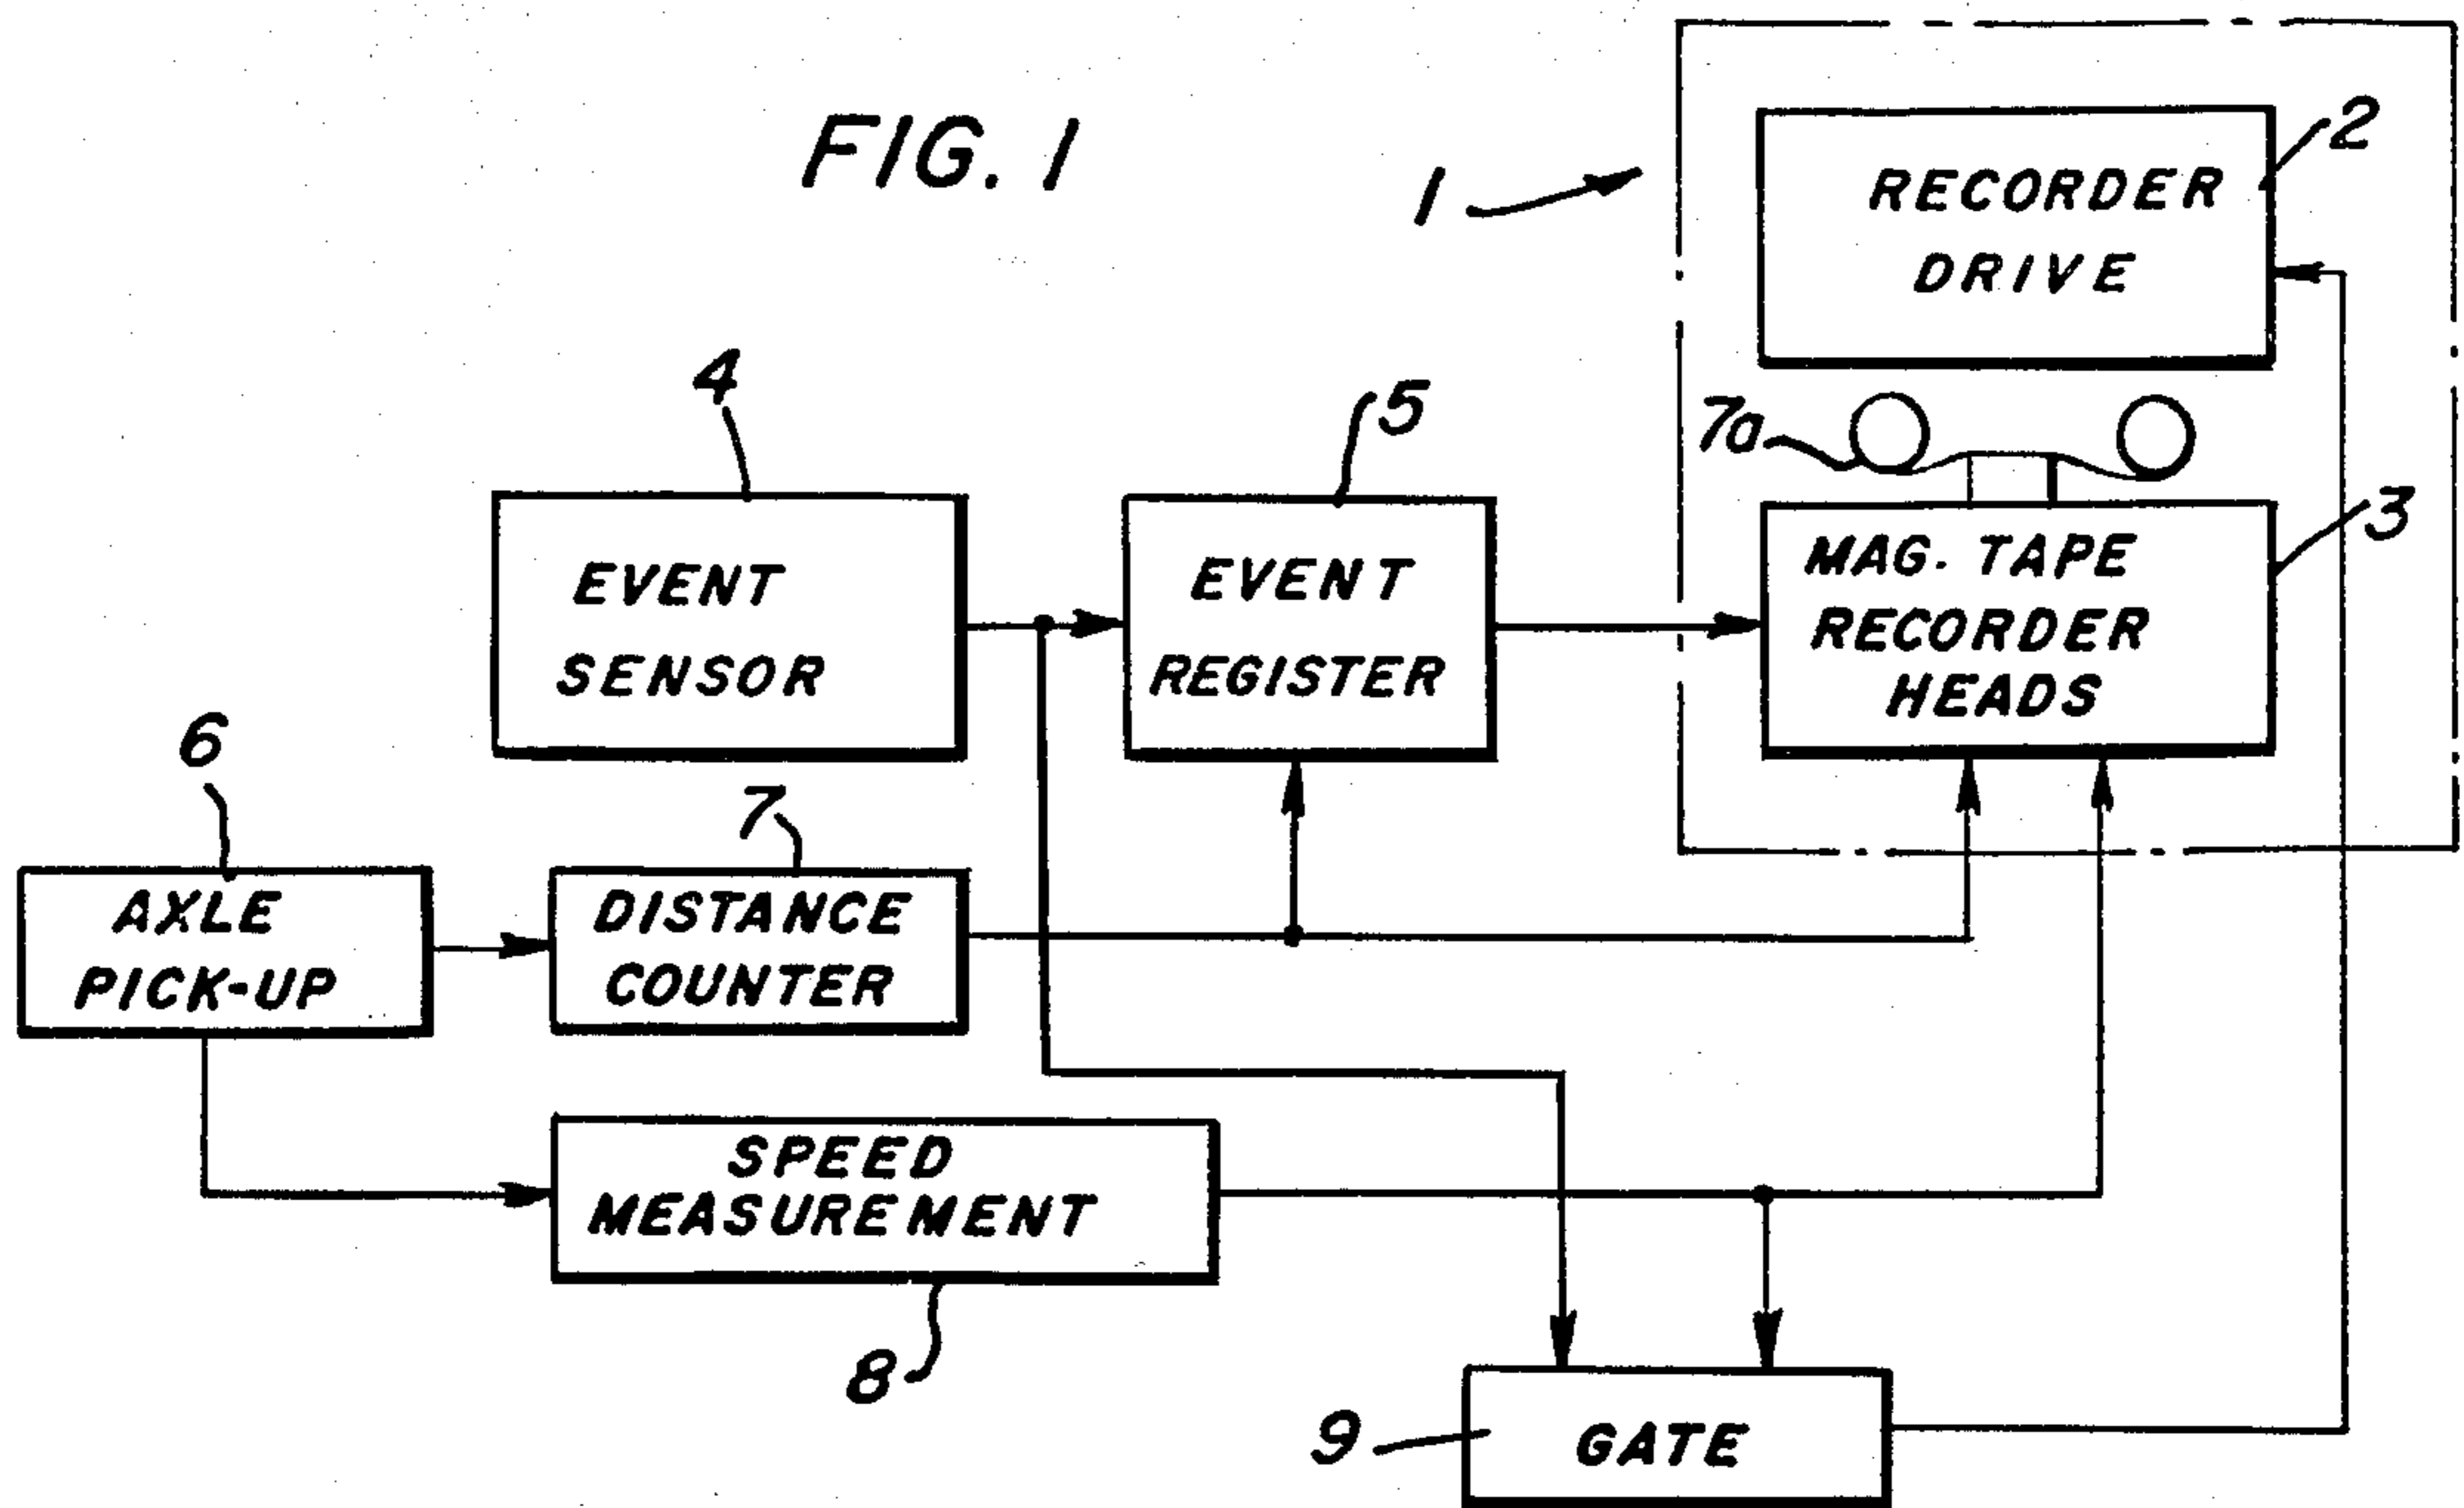 FIG. 1
1
2
RECORDER
DRIVE
7a
3
MAG. TAPE
RECORDER
HEADS
4
EVENT
SENSOR
5
EVENT
REGISTER
6
AXLE
PICK-UP
7
DISTANCE
COUNTER
SPEED
MEASUREMENT
8
9
GATE